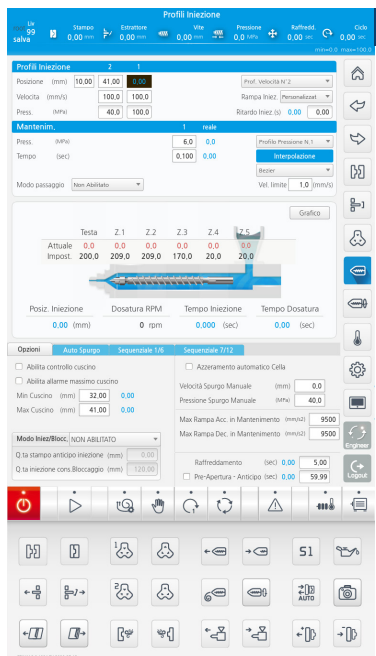 Profili Iniezione
Liv Stampo Estrattore Vite Pressione Raffredd. Ciclo
99 0.00 mm 0,00 mm 0,00 mm 0,0 MPa 0,00 sec 0,00 sec
salva
min=0.0 max=100.0
Profili Iniezione 2 1
Posizione (mm) 10,00 41,00 0.00 Prof. Velocità N°2
Velocita (mm/s) 100,0 100,0 Rampa Iniez. Personalizzat
Press. (MPa) 40,0 100,0 Ritardo Iniez (s) 0.00 0,00
Mantenim. 1 reale
Press. (MPa) 6,0 0,0 Profilo Pressione N.1
Tempo (sec) 0,100 0,00 Interpolazione
Bezier
Modo passaggio Non Abilitato Vel. limite 1,0 (mm/s)
Grafico
Testa Z.1 Z.2 Z.3 Z.4 Z.5
Attuale 0.0 0.0 0.0 0.0 0.0 0.0
Impost. 200,0 209,0 209,0 170,0 20,0 20,0
Posiz. Iniezione Dosatura RPM Tempo Iniezione Tempo Dosatura
0.00 (mm) 0 rpm 0.000 (sec) 0.00 (sec)
Opzioni Auto Spurgo Sequenziale 1/6 Sequenziale 7/12
Abilita controllo cuscino Azzeramento automatico Cella
Abilita allarme massimo cuscino
Velocità Spurgo Manuale (mm) 0,0
Min Cuscino (mm) 32,00 0,00
Pressione Spurgo Manuale (MPa) 40,0
Max Cuscino (mm) 41,00 0,00
Max Rampa Acc. in Mantenimento (mm/s2) 9500
Max Rampa Dec. in Mantenimento (mm/s2) 9500
Modo Iniez/Blocc. NON ABILITATO
Q.ta stampo anticipo Iniezione (mm) 0.00
Raffreddamento (sec) 0,00 5,00
Q.ta iniezione cons.Bloccaggio (mm) 120.00
Pre-Apertura - Anticipo (sec) 0,00 59,99
Engineer
Logout
1
S1
2
AUTO